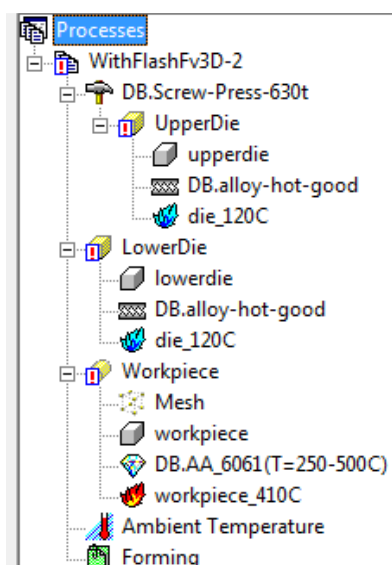 Processes
WithFlashFv3D-2
DB.Screw-Press-630t
UpperDie
upperdie
DB.alloy-hot-good
die_120C
LowerDie
lowerdie
DB.alloy-hot-good
die_120C
Workpiece
Mesh
workpiece
DB.AA_6061(T=250-500C)
workpiece_410C
Ambient Temperature
Forming